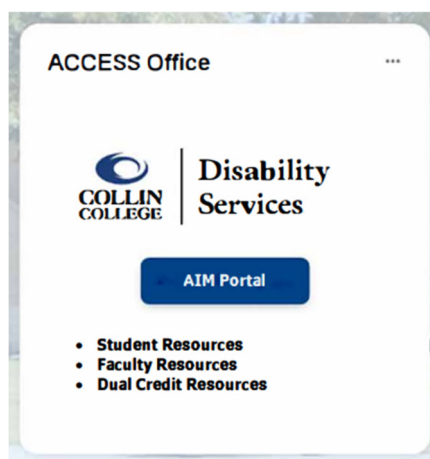 ACCESS Office
Disability
Services
COLLIN
COLLEGE
AIM Portal
• Student Resources
• Faculty Resources
• Dual Credit Resources